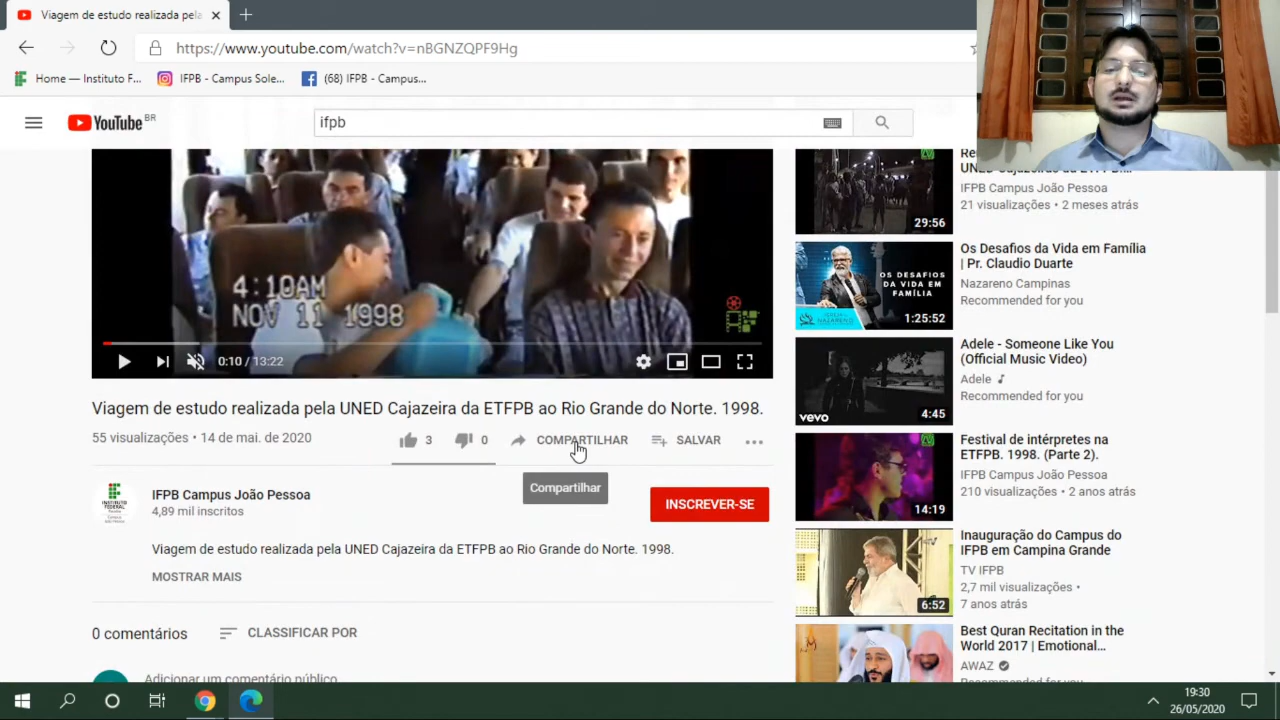 Viagem de estudo realizada pela
https://www.youtube.com/watch?v=nBGNZQPF9Hg
Home — Instituto F...
IFPB - Campus Sole...
(68) IFPB - Campus...
YouTube BR
ifpb
4:10AM
NOV 11 1998
0:10 / 13:22
Viagem de estudo realizada pela UNED Cajazeira da ETFPB ao Rio Grande do Norte. 1998.
55 visualizações • 14 de mai. de 2020
3
0
COMPARTILHAR
SALVAR
Compartilhar
IFPB Campus João Pessoa
4,89 mil inscritos
INSCREVER-SE
INSTITUTO
FEDERAL
Viagem de estudo realizada pela UNED Cajazeira da ETFPB ao Rio Grande do Norte. 1998.
MOSTRAR MAIS
0 comentários
CLASSIFICAR POR
Adicionar um comentário público
29:56
UNED Cajazeiras da ETFPB...
IFPB Campus João Pessoa
21 visualizações • 2 meses atrás
OS DESAFIOS
DA VIDA EM
FAMÍLIA
1:25:52
Os Desafios da Vida em Família
| Pr. Claudio Duarte
Nazareno Campinas
Recommended for you
vevo
4:45
Adele - Someone Like You
(Official Music Video)
Adele
Recommended for you
14:19
Festival de intérpretes na
ETFPB. 1998. (Parte 2).
IFPB Campus João Pessoa
210 visualizações • 2 anos atrás
6:52
Inauguração do Campus do
IFPB em Campina Grande
TV IFPB
2,7 mil visualizações •
7 anos atrás
Best Quran Recitation in the
World 2017 | Emotional...
AWAZ
Recommended for you
19:30
26/05/2020